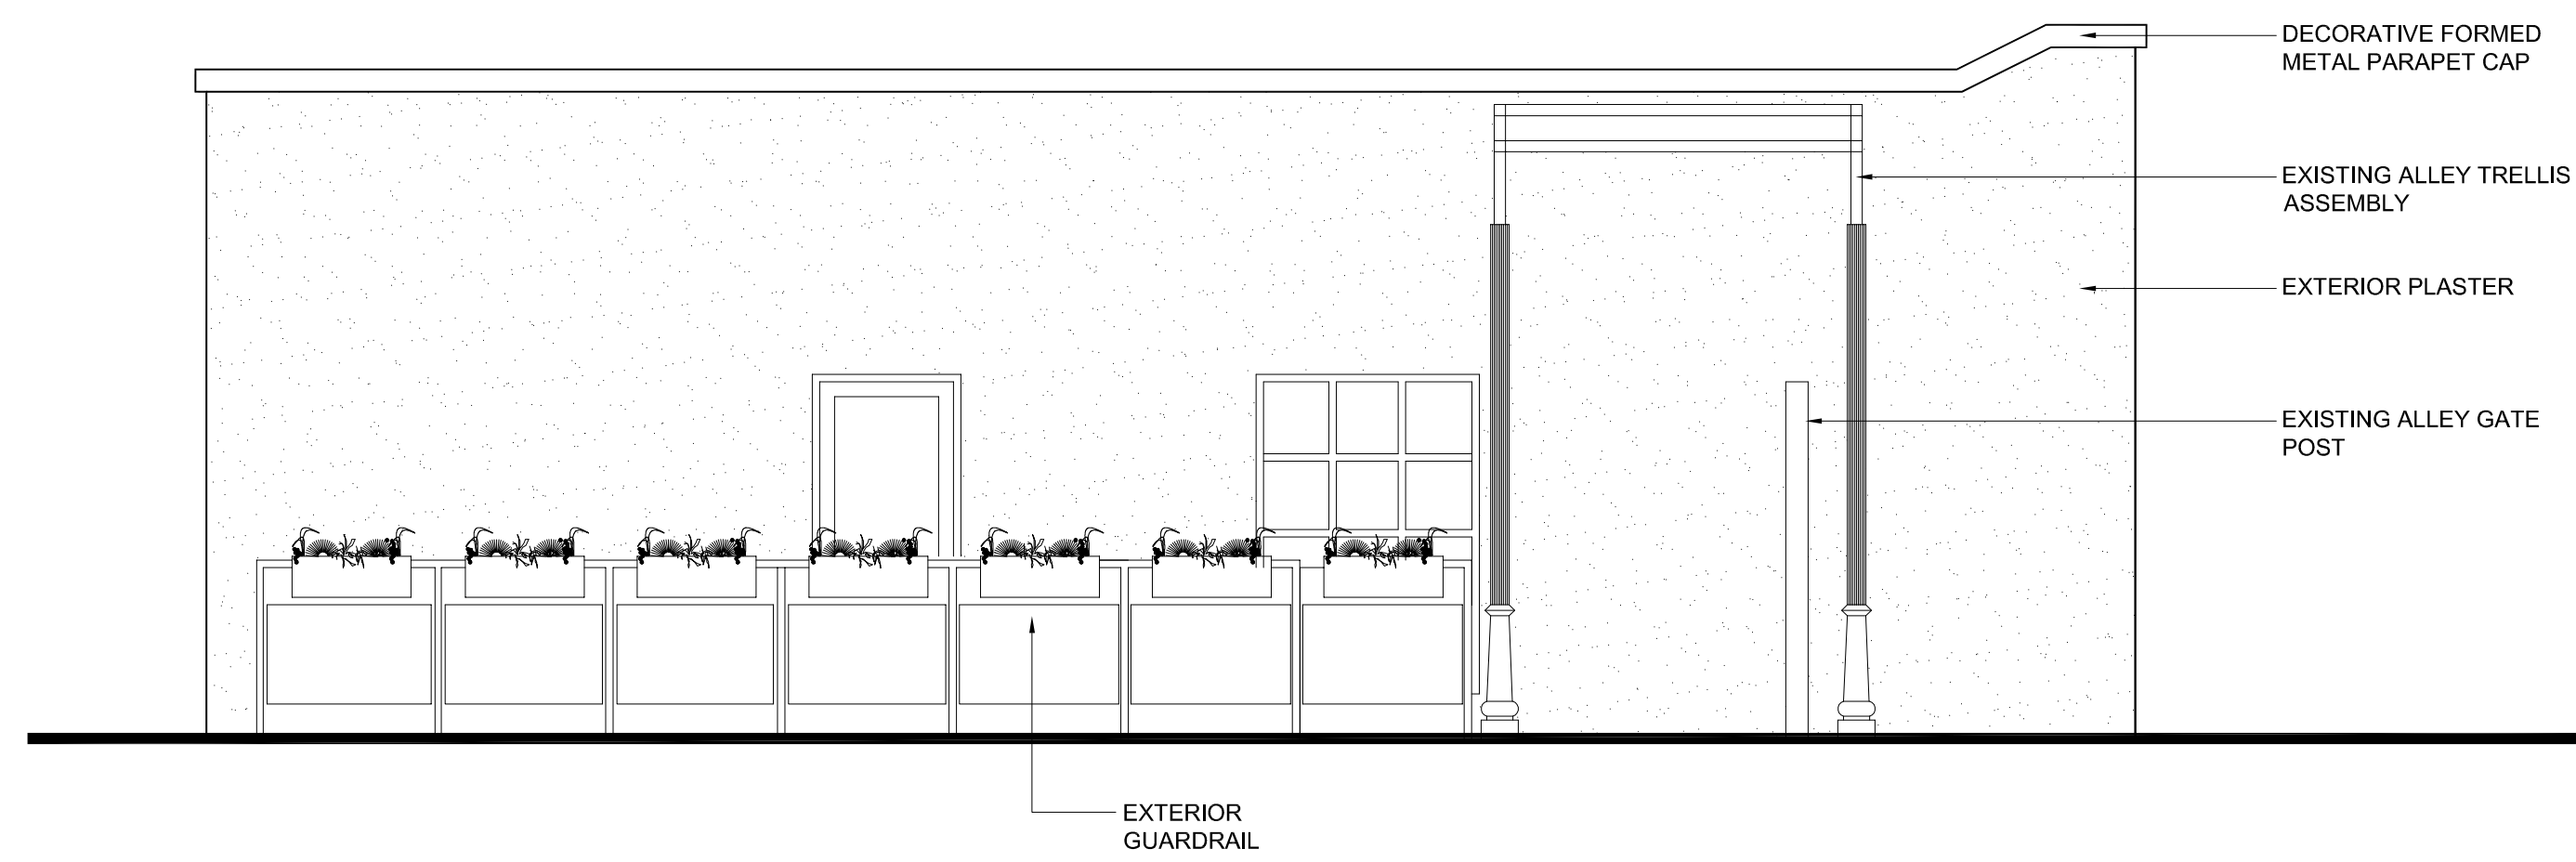 DECORATIVE FORMED
METAL PARAPET CAP
EXISTING ALLEY TRELLIS
ASSEMBLY
EXTERIOR PLASTER
EXISTING ALLEY GATE
POST
EXTERIOR
GUARDRAIL